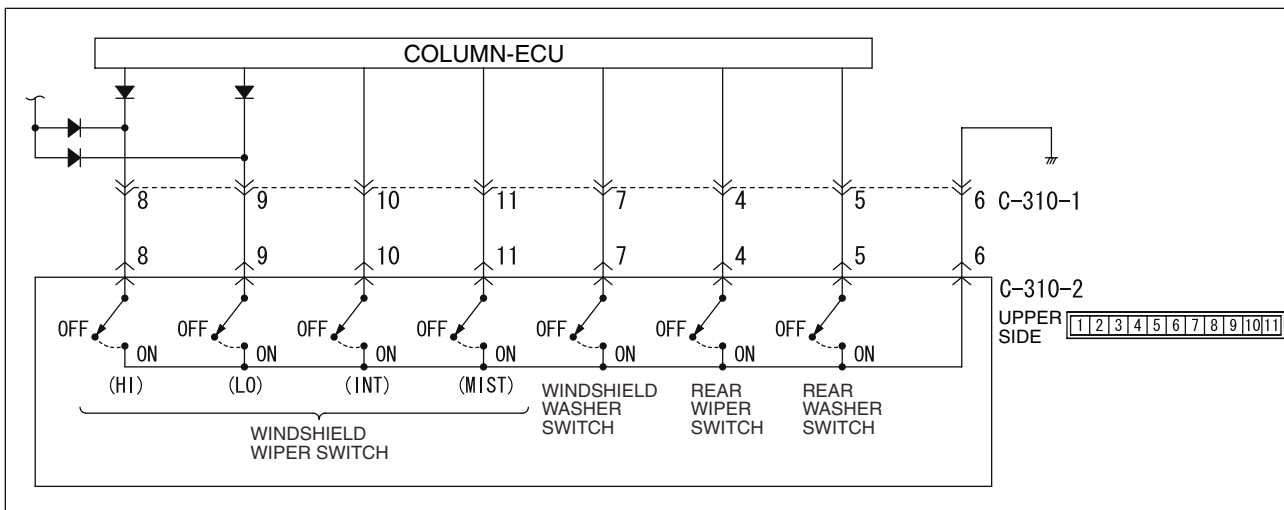 COLUMN-ECU
8 9 10 11 7 4 5 6 C-310-1
8 9 10 11 7 4 5 6
C-310-2
UPPER SIDE 1 2 3 4 5 6 7 8 9 10 11
OFF OFF OFF OFF OFF OFF OFF
ON ON ON ON ON ON ON
(HI) (LO) (INT) (MIST)
WINDSHIELD
WASHER
SWITCH
REAR
WIPER
SWITCH
REAR
WASHER
SWITCH
WINDSHIELD
WIPER SWITCH